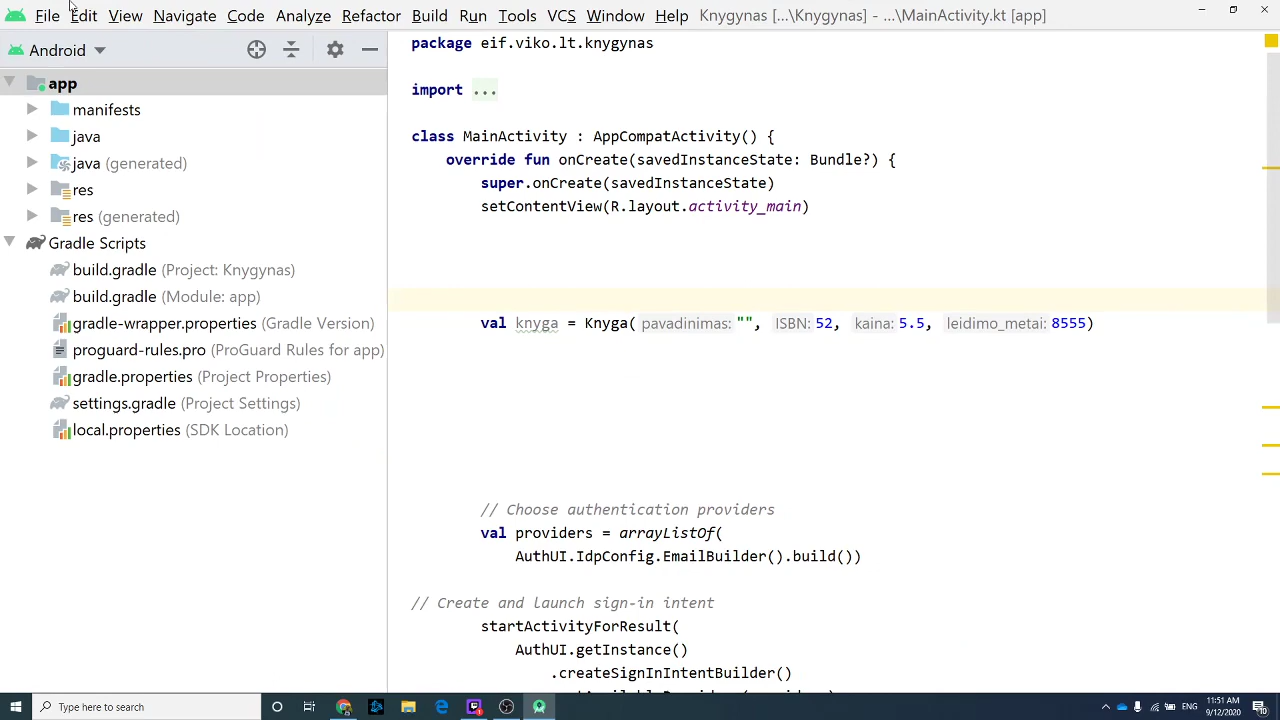 File Edit View Navigate Code Analyze Refactor Build Run Tools VCS Window Help Knygynas [...\Knygynas] - ...\MainActivity.kt [app]
Android
app
manifests
java
java (generated)
res
res (generated)
Gradle Scripts
build.gradle (Project: Knygynas)
build.gradle (Module: app)
gradle-wrapper.properties (Gradle Version)
proguard-rules.pro (ProGuard Rules for app)
gradle.properties (Project Properties)
settings.gradle (Project Settings)
local.properties (SDK Location)
package eif.viko.lt.knygynas
import ...
class MainActivity : AppCompatActivity() {
override fun onCreate(savedInstanceState: Bundle?) {
super.onCreate(savedInstanceState)
setContentView(R.layout.activity_main)
val knyga = Knyga( pavadinimas: "", ISBN: 52, kaina: 5.5, leidimo_metai: 8555)
// Choose authentication providers
val providers = arrayListOf(
AuthUI.IdpConfig.EmailBuilder().build())
// Create and launch sign-in intent
startActivityForResult(
AuthUI.getInstance()
.createSignInIntentBuilder()
Type here to search
ENG
11:51 AM
9/12/2020